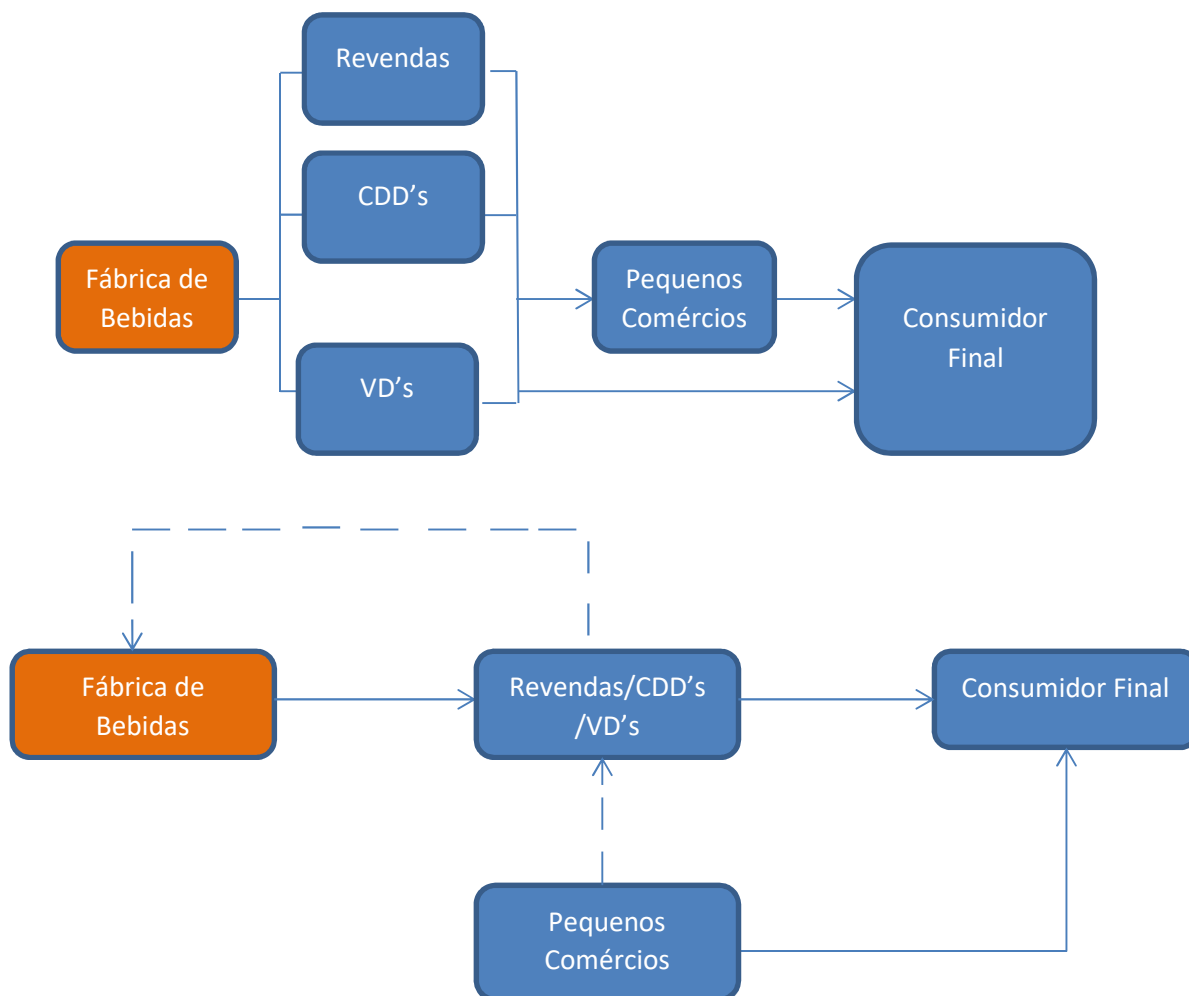 Revendas
CDD’s
Fábrica de
Bebidas
Pequenos
Comércios
Consumidor
Final
VD’s
Fábrica de
Bebidas
Revendas/CDD’s
/VD’s
Consumidor Final
Pequenos
Comércios